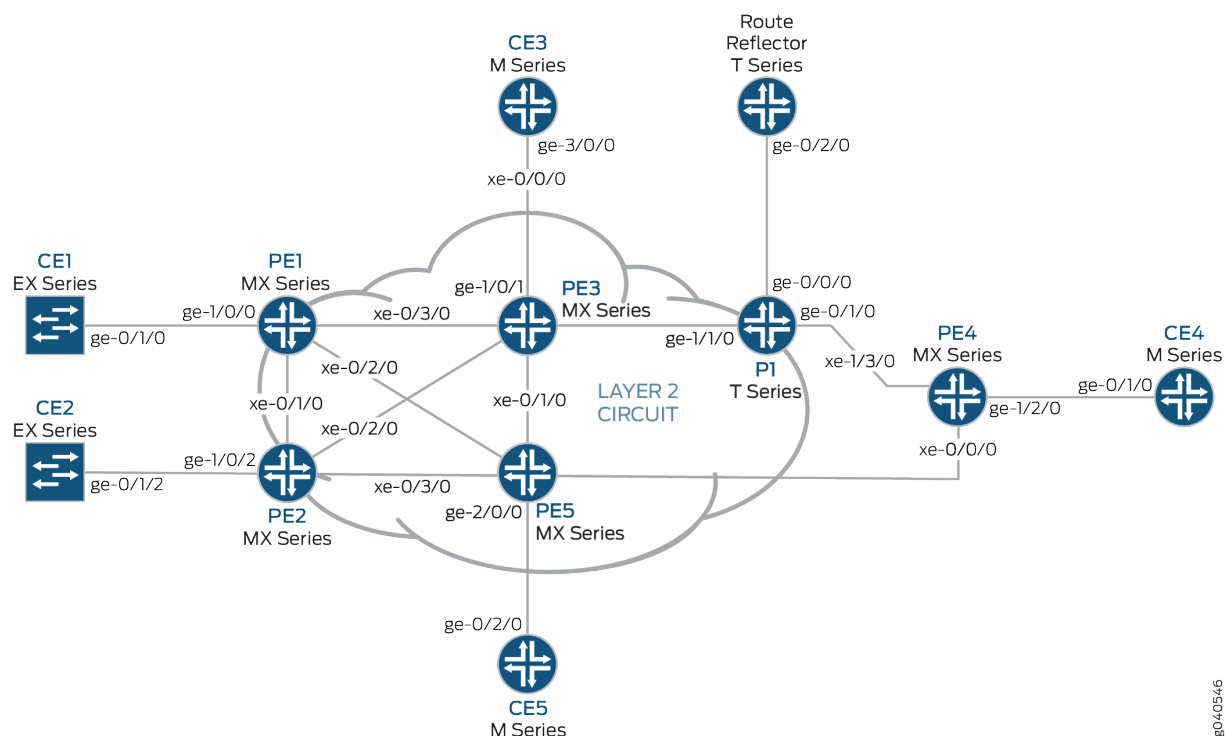 CE3
M Series
ge-3/0/0
xe-0/0/0
Route
Reflector
T Series
ge-0/2/0
CE1
EX Series
ge-0/1/0
PE1
MX Series
ge-1/0/0
xe-0/3/0
ge-1/0/1
PE3
MX Series
ge-0/0/0
ge-0/1/0
ge-1/1/0
P1
T Series
xe-1/3/0
PE4
MX Series
ge-1/2/0
xe-0/0/0
CE4
M Series
ge-0/1/0
xe-0/2/0
xe-0/1/0
xe-0/2/0
xe-0/1/0
LAYER 2
CIRCUIT
CE2
EX Series
ge-0/1/2
ge-1/0/2
PE2
MX Series
xe-0/3/0
ge-2/0/0
PE5
MX Series
ge-0/2/0
CE5
M Series
g040546